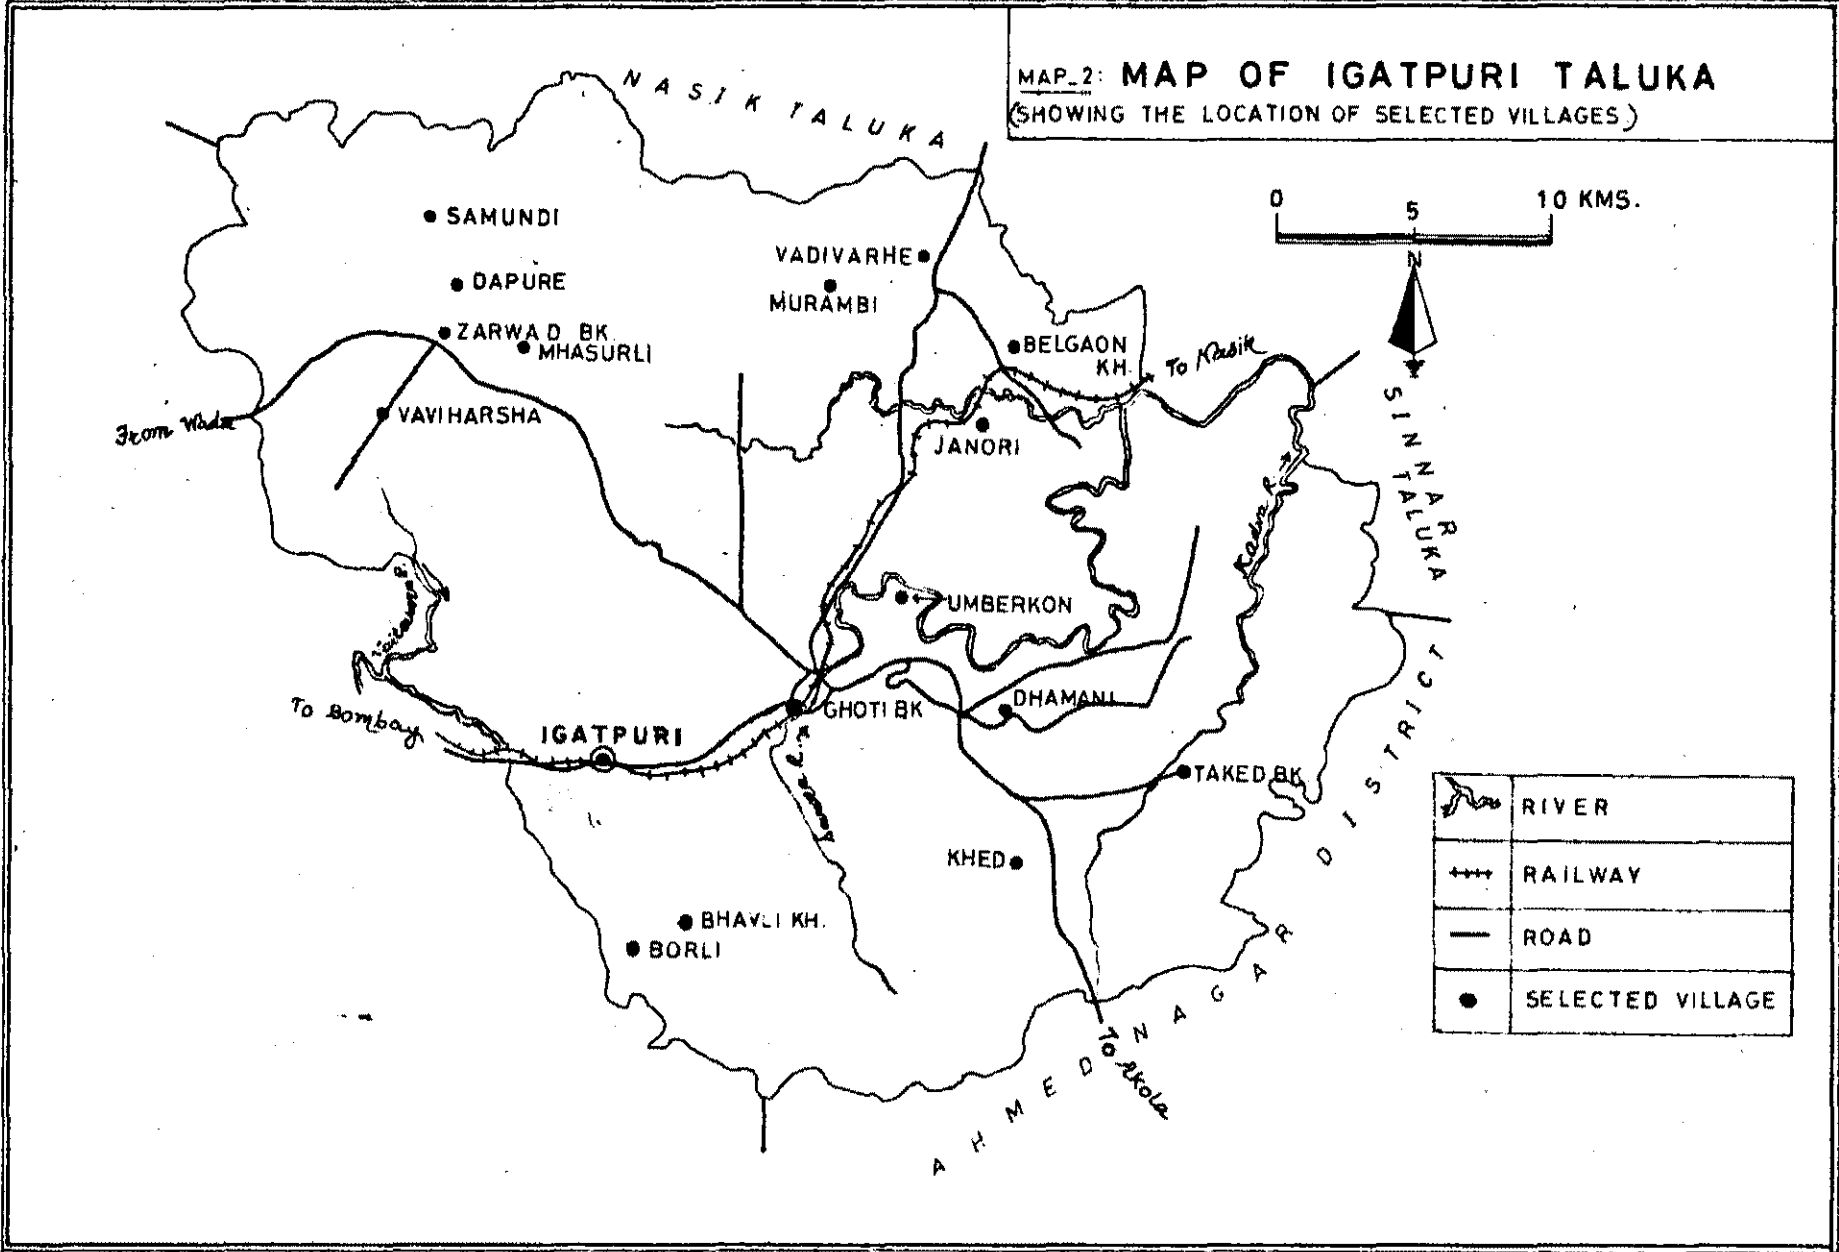 MAP_2: MAP OF IGATPURI TALUKA
(SHOWING THE LOCATION OF SELECTED VILLAGES.)
NASIK TALUKA
0 5 10 KMS.
N
SAMUNDI
DAPURE
ZARWAD BK.
MHASURLI
VAVIHARSHA
From Wada
VADIVARHE
MURAMBI
BELGAON
KH.
To Nasik
JANORI
SINNAR
TALUKA
Kadva R
UMBERKON
Vaitarna R.
To Bombay
IGATPURI
GHOTI BK
DHAMANI
TAKED BK.
KHED
BHAVLI KH.
BORLI
To Akola
AHMEDNAGAR DISTRICT
RIVER
RAILWAY
ROAD
SELECTED VILLAGE